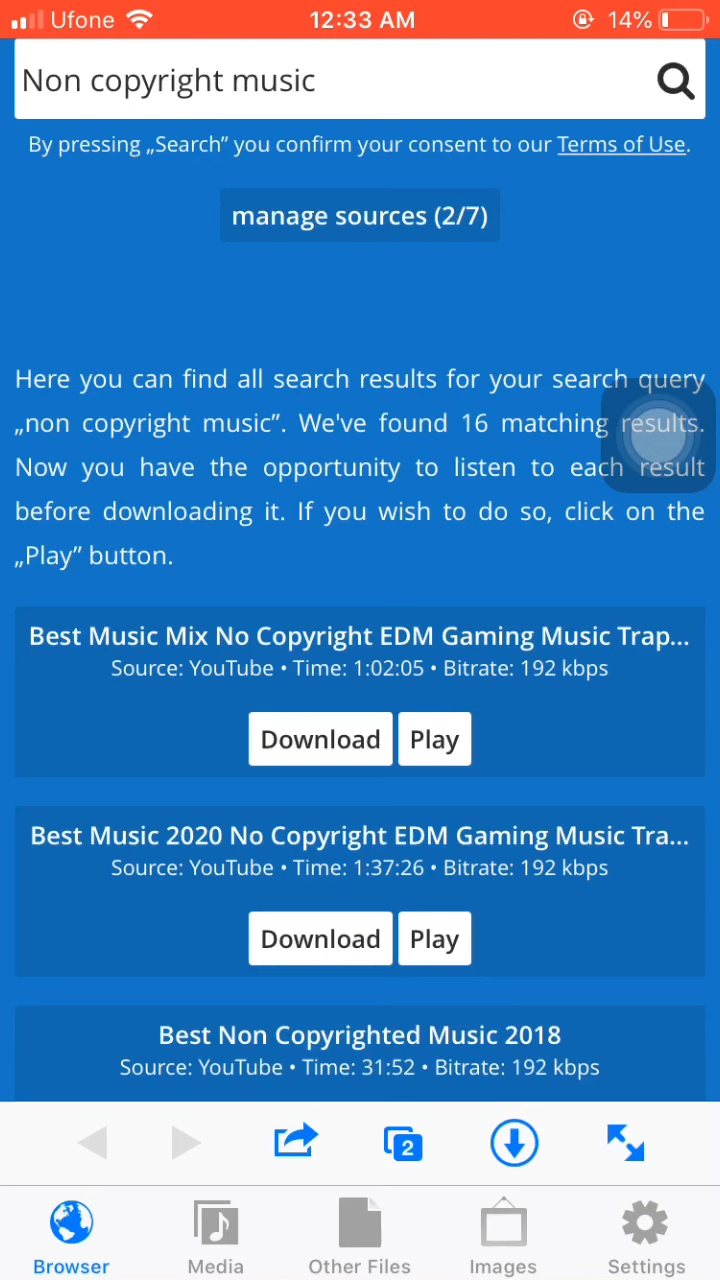 Ufone 12:33 AM 14%
Non copyright music
By pressing „Search” you confirm your consent to our Terms of Use.
manage sources (2/7)
Here you can find all search results for your search query
„non copyright music”. We've found 16 matching results.
Now you have the opportunity to listen to each result
before downloading it. If you wish to do so, click on the
„Play” button.
Best Music Mix No Copyright EDM Gaming Music Trap...
Source: YouTube • Time: 1:02:05 • Bitrate: 192 kbps
Download Play
Best Music 2020 No Copyright EDM Gaming Music Tra...
Source: YouTube • Time: 1:37:26 • Bitrate: 192 kbps
Download Play
Best Non Copyrighted Music 2018
Source: YouTube • Time: 31:52 • Bitrate: 192 kbps
2
Browser Media Other Files Images Settings